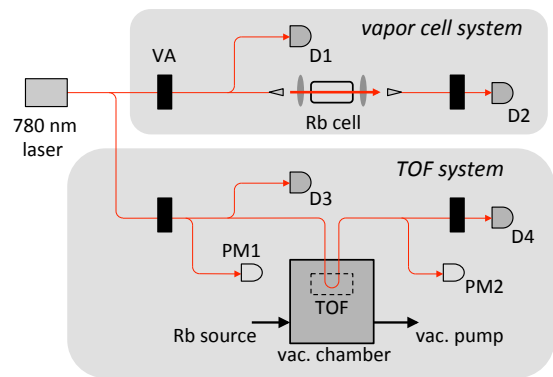 vapor cell system
VA
D1
Rb cell
D2
780 nm
laser
TOF system
D3
D4
PM1
PM2
TOF
Rb source
vac. pump
vac. chamber